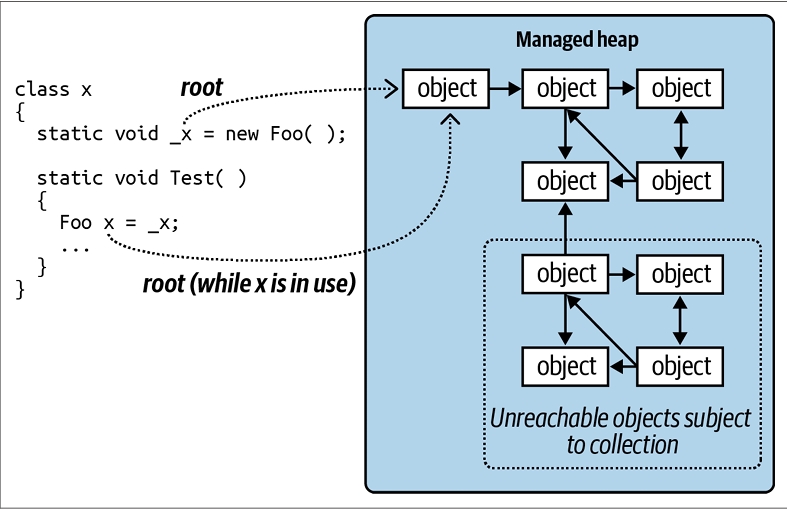 class x
{
  static void _x = new Foo( );

  static void Test( )
  {
    Foo x = _x;
    ...
  }
}
root
root (while x is in use)
Managed heap
object object object
object object
object object
object object
Unreachable objects subject
to collection